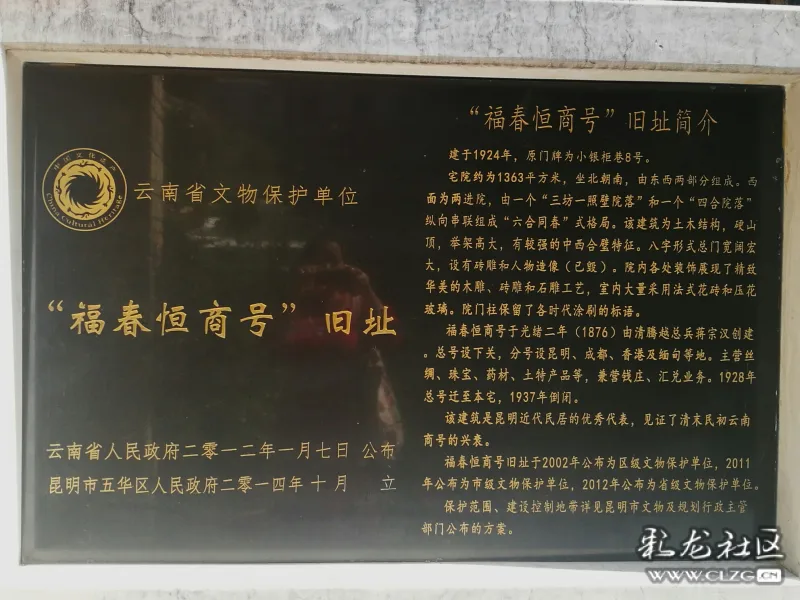 中国文化遗产
China Cultural Heritage
云南省文物保护单位
“福春恒商号”旧址
云南省人民政府二零一二年一月七日 公布
昆明市五华区人民政府二零一四年十月 立
“福春恒商号”旧址简介
建于1924年，原门牌为小银柜巷8号。
宅院约为1363平方米，坐北朝南，由东西两部分组成。西
面为两进院，由一个“三坊一照壁院落”和一个“四合院落”
纵向串联组成“六合同春”式格局。该建筑为土木结构，硬山
顶，举架高大，有较强的中西合璧特征。八字形式总门宽阔宏
大，设有砖雕和人物造像（已毁）。院内各处装饰展现了精致
华美的木雕、砖雕和石雕工艺，室内大量采用法式花砖和压花
玻璃。院门柱保留了各时代涂刷的标语。
福春恒商号于光绪二年（1876）由清腾越总兵蒋宗汉创建
。总号设下关，分号设昆明、成都、香港及缅甸等地。主营丝
绸、珠宝、药材、土特产品等，兼营钱庄、汇兑业务。1928年
总号迁至本宅，1937年倒闭。
该建筑是昆明近代民居的优秀代表，见证了清末民初云南
商号的兴衰。
福春恒商号旧址于2002年公布为区级文物保护单位，2011
年公布为市级文物保护单位，2012年公布为省级文物保护单位。
保护范围、建设控制地带详见昆明市文物及规划行政主管
部门公布的方案。
彩龙社区
WWW.CLZG.CN